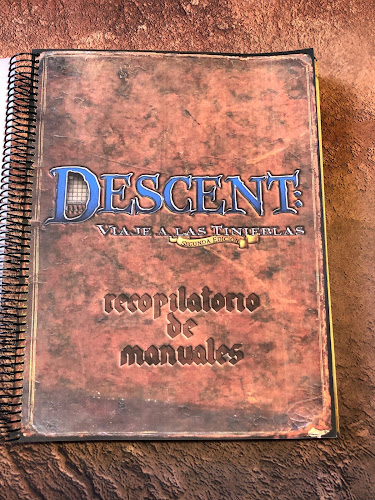 DESCENT:
VIAJE A LAS TINIEBLAS
SEGUNDA EDICIÓN
recopilatorio
de
manuales